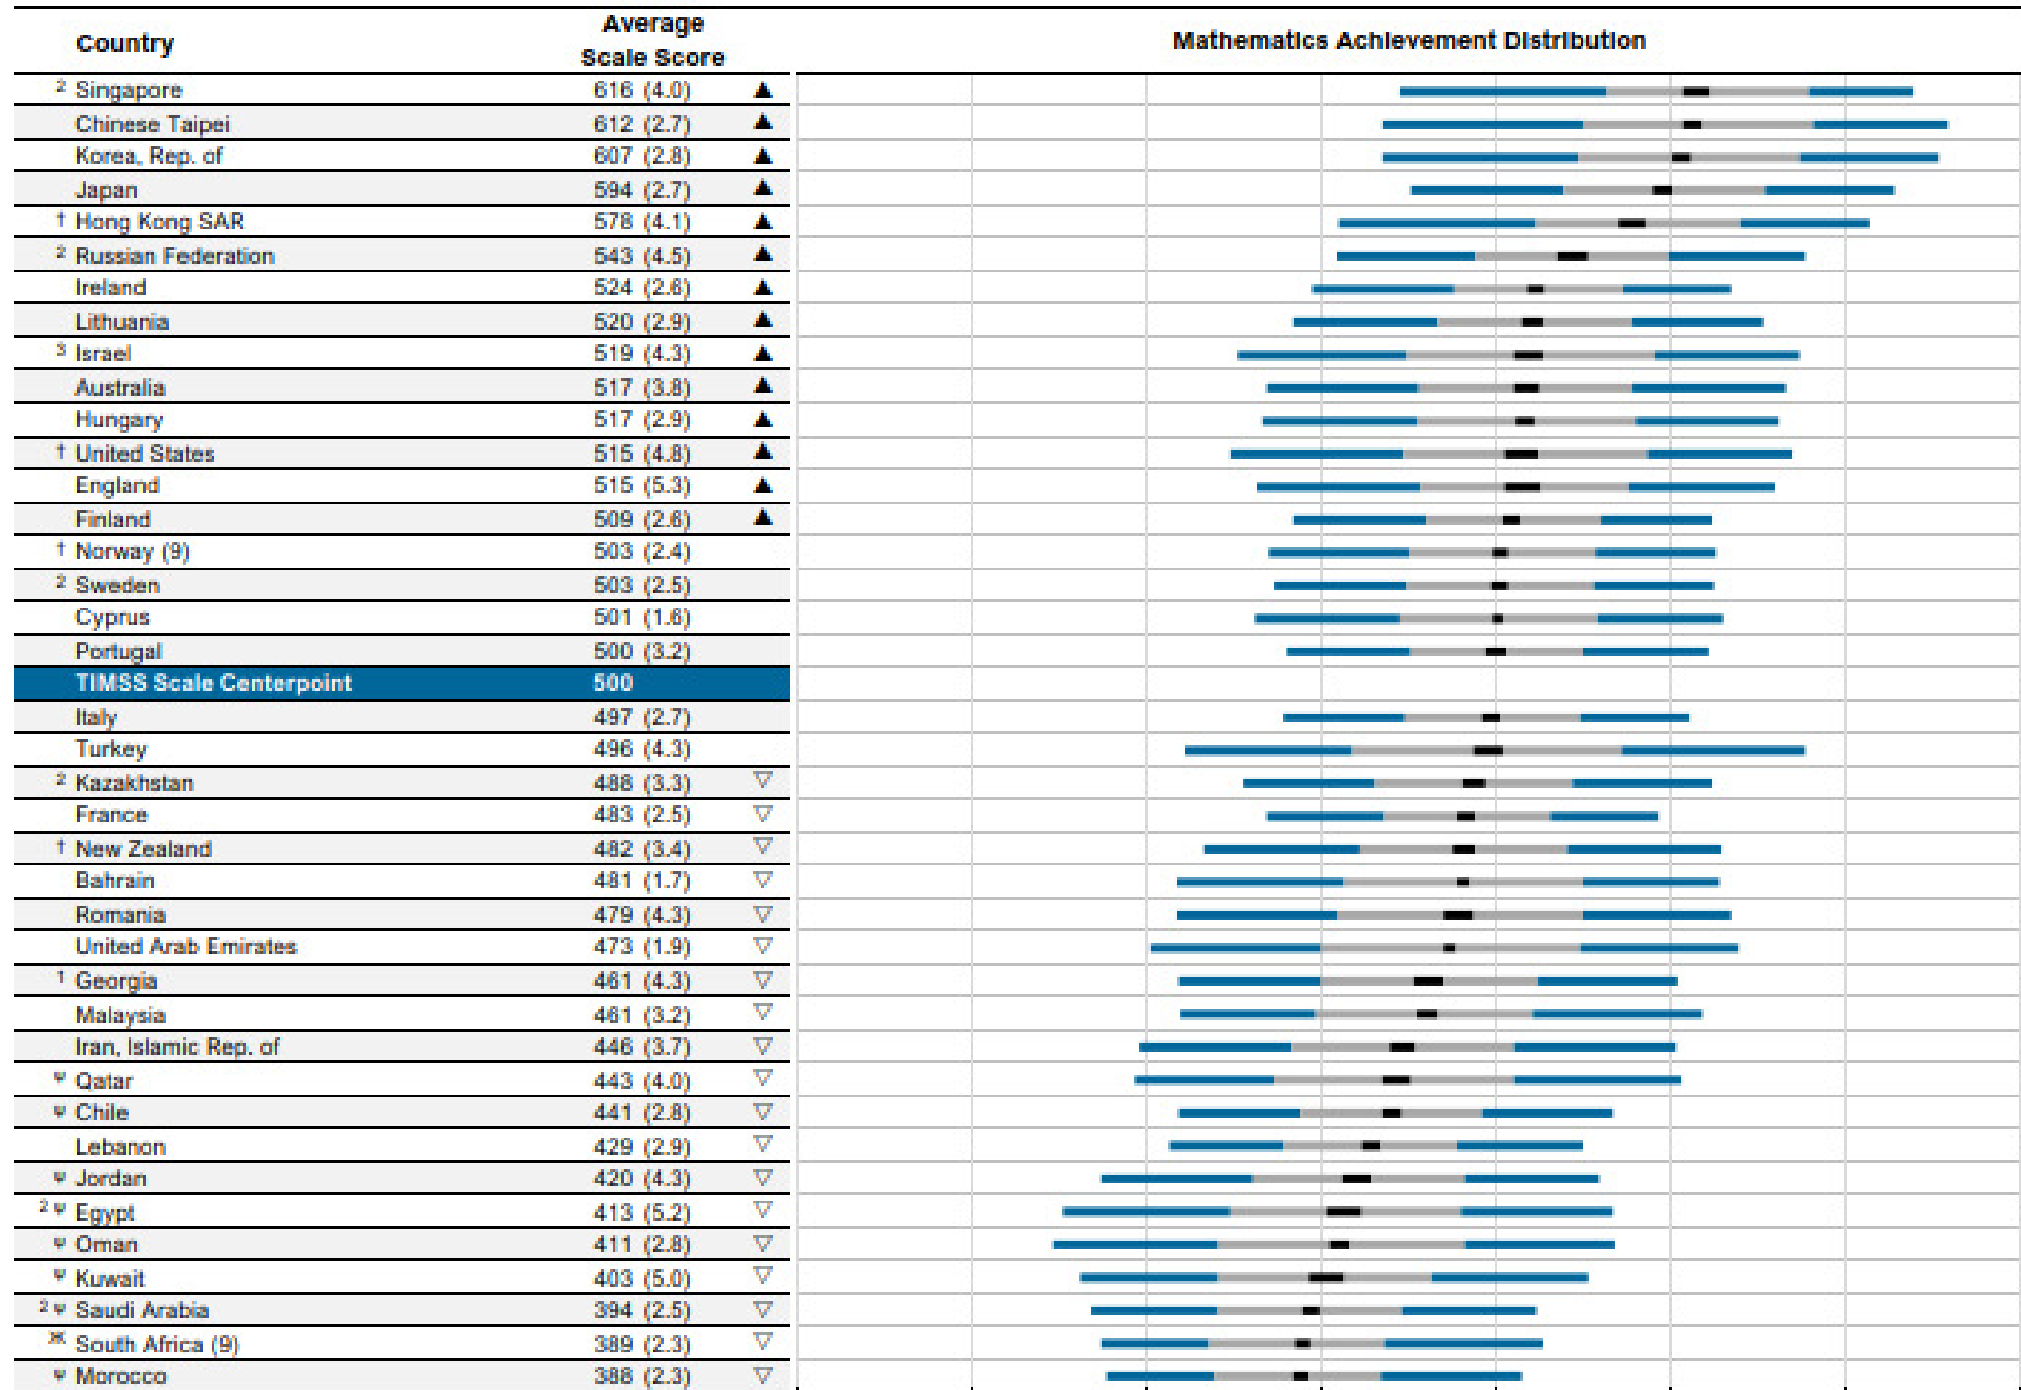 Country Average Scale Score Mathematics Achievement Distribution
2 Singapore 616 (4.0) ▲
Chinese Taipei 612 (2.7) ▲
Korea, Rep. of 607 (2.8) ▲
Japan 594 (2.7) ▲
† Hong Kong SAR 578 (4.1) ▲
2 Russian Federation 543 (4.5) ▲
Ireland 524 (2.6) ▲
Lithuania 520 (2.9) ▲
3 Israel 519 (4.3) ▲
Australia 517 (3.8) ▲
Hungary 517 (2.9) ▲
† United States 515 (4.8) ▲
England 515 (5.3) ▲
Finland 509 (2.6) ▲
† Norway (9) 503 (2.4)
2 Sweden 503 (2.5)
Cyprus 501 (1.6)
Portugal 500 (3.2)
TIMSS Scale Centerpoint 500
Italy 497 (2.7)
Turkey 496 (4.3)
2 Kazakhstan 488 (3.3) ▽
France 483 (2.5) ▽
† New Zealand 482 (3.4) ▽
Bahrain 481 (1.7) ▽
Romania 479 (4.3) ▽
United Arab Emirates 473 (1.9) ▽
1 Georgia 461 (4.3) ▽
Malaysia 461 (3.2) ▽
Iran, Islamic Rep. of 446 (3.7) ▽
ψ Qatar 443 (4.0) ▽
ψ Chile 441 (2.8) ▽
Lebanon 429 (2.9) ▽
ψ Jordan 420 (4.3) ▽
2 ψ Egypt 413 (5.2) ▽
ψ Oman 411 (2.8) ▽
ψ Kuwait 403 (5.0) ▽
2 ψ Saudi Arabia 394 (2.5) ▽
Ж South Africa (9) 389 (2.3) ▽
ψ Morocco 388 (2.3) ▽